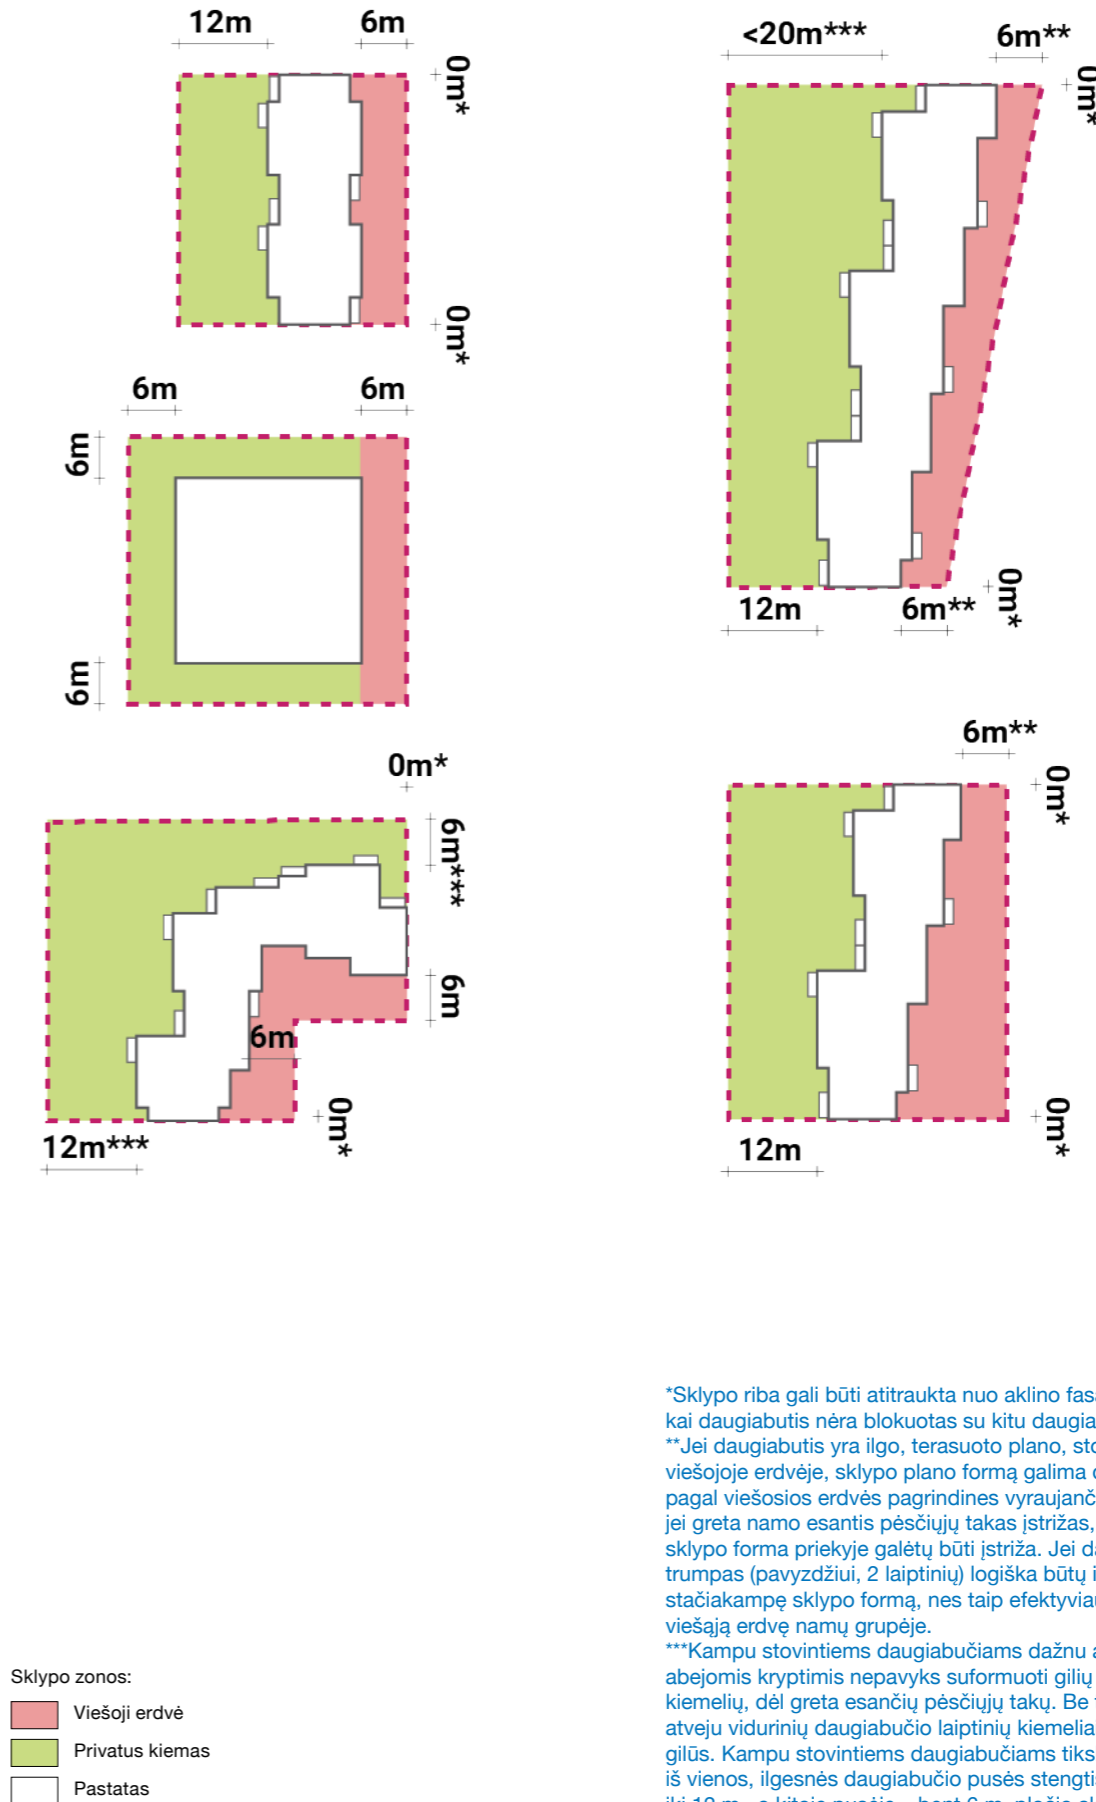 12m 6m
0m*
0m*
6m 6m
6m
6m
0m*
6m***
6m
6m
0m*
12m***
<20m*** 6m**
0m*
0m*
12m 6m**
6m**
0m*
0m*
12m
*Sklypo riba gali būti atitraukta nuo aklino
kai daugiabutis nėra blokuotas su kitu
**Jei daugiabutis yra ilgo, terasuoto plano,
viešojoje erdvėje, sklypo plano formą galima
pagal viešosios erdvės pagrindines
jei greta namo esantis pėsčiųjų takas įstrižas,
sklypo forma priekyje galėtų būti įstriža. Jei
trumpas (pavyzdžiui, 2 laiptinių) logiška būtų
stačiakampę sklypo formą, nes taip
viešąją erdvę namų grupėje.
***Kampu stovintiems daugiabučiams dažnu
abejomis kryptimis nepavyks suformuoti gilių
kiemelių, dėl greta esančių pėsčiųjų takų. Be
atveju vidurinių daugiabučio laiptinių
gilūs. Kampu stovintiems daugiabučiams
iš vienos, ilgesnės daugiabučio pusės
Sklypo zonos:
Viešoji erdvė
Privatus kiemas
Pastatas